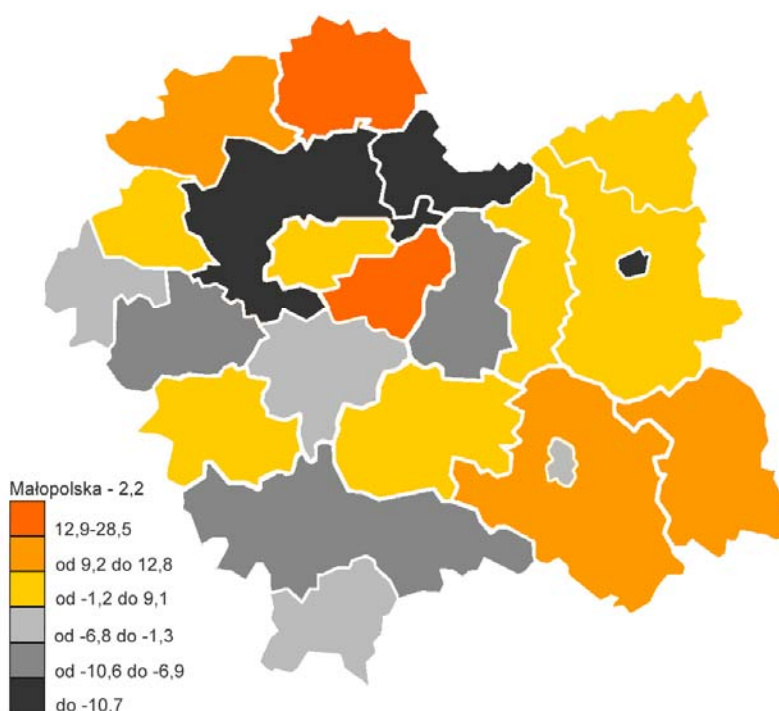 Małopolska - 2,2
12,9-28,5
od 9,2 do 12,8
od -1,2 do 9,1
od -6,8 do -1,3
od -10,6 do -6,9
do -10,7